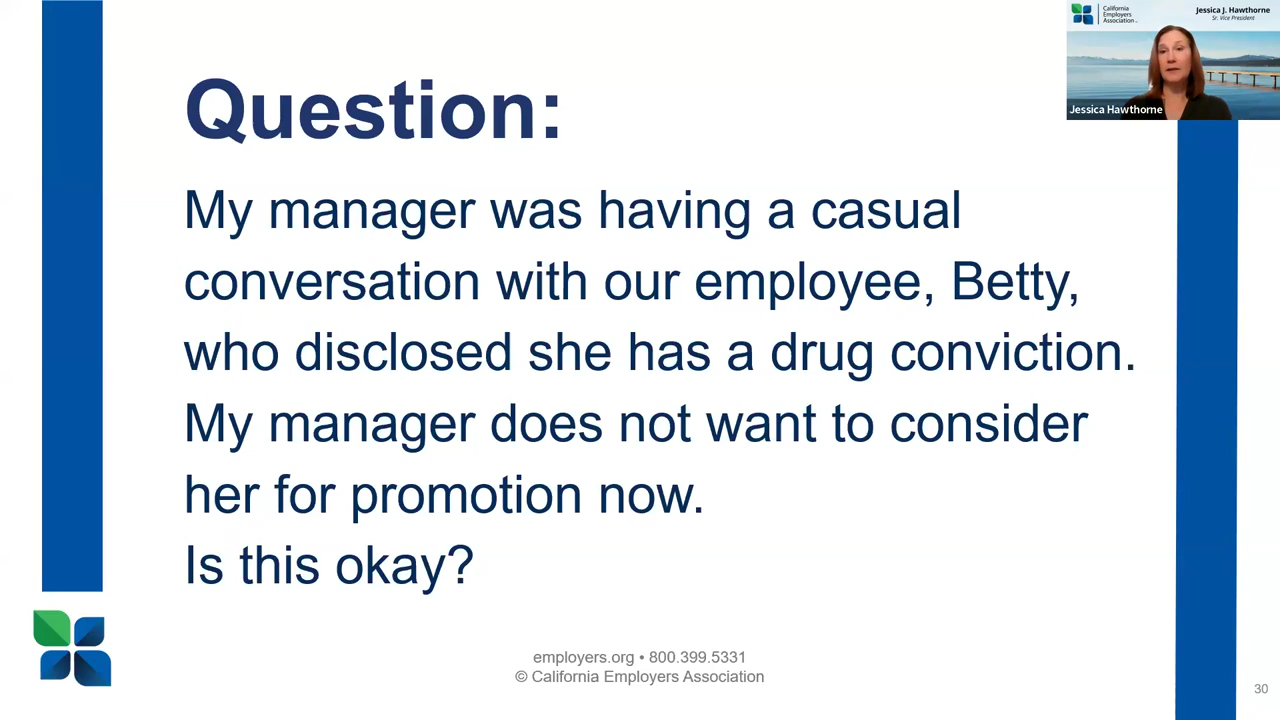 California
Employers
Association
Jessica J. Hawthorne
Sr. Vice President
Jessica Hawthorne
Question:
My manager was having a casual
conversation with our employee, Betty,
who disclosed she has a drug conviction.
My manager does not want to consider
her for promotion now.
Is this okay?
employers.org • 800.399.5331
© California Employers Association
30